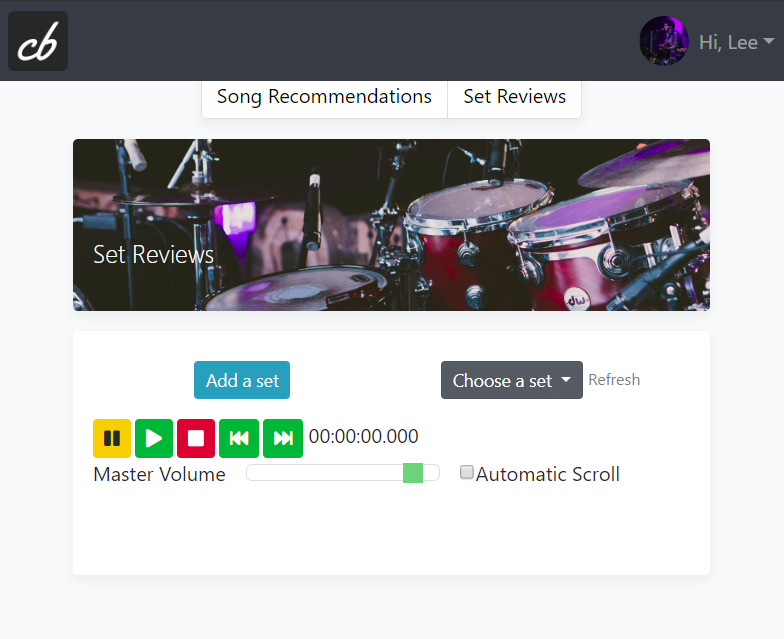 cb
Hi, Lee
Song Recommendations
Set Reviews
Set Reviews
dw
Add a set
Choose a set
Refresh
00:00:00.000
Master Volume
Automatic Scroll